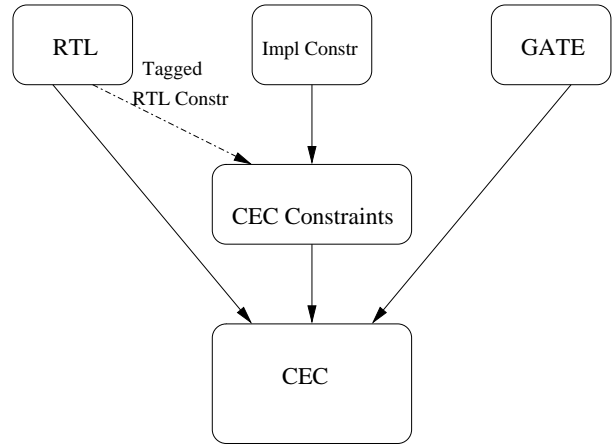 RTL
Impl Constr
GATE
Tagged
RTL Constr
CEC Constraints
CEC